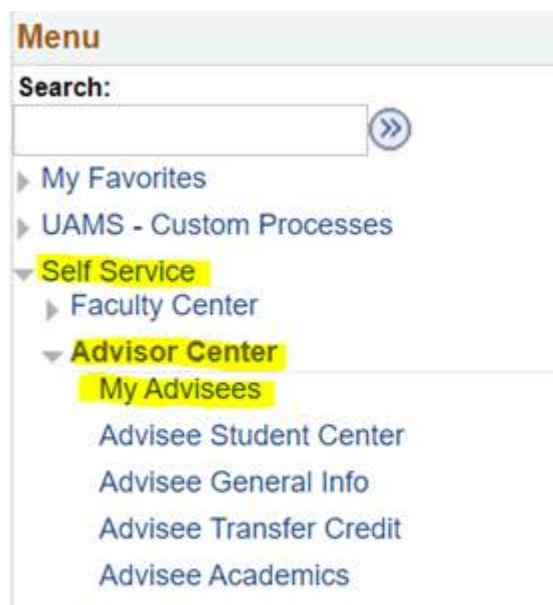 Menu
Search:
My Favorites
UAMS - Custom Processes
Self Service
Faculty Center
Advisor Center
My Advisees
Advisee Student Center
Advisee General Info
Advisee Transfer Credit
Advisee Academics